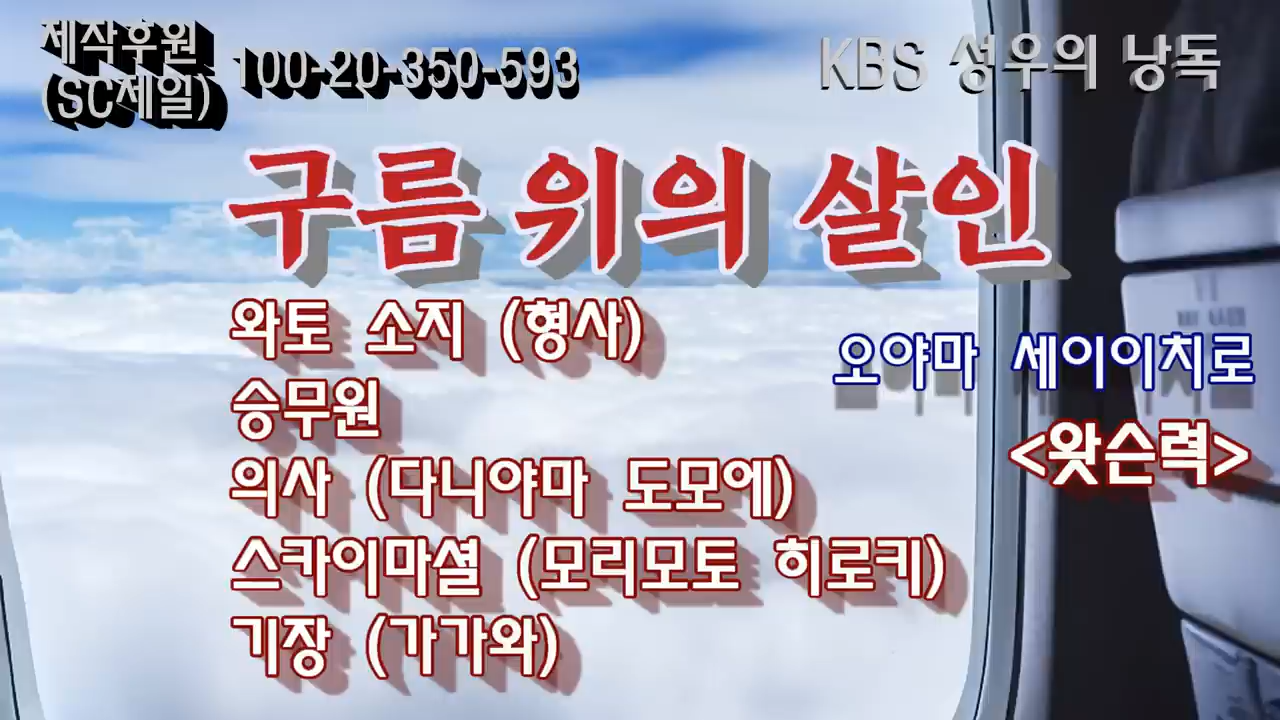 제작후원
(SC제일)
100-20-350-593
KBS 성우의 낭독
구름 위의 살인
와토 소지 (형사)
승무원
의사 (다니야마 도모에)
스카이마셜 (모리모토 히로키)
기장 (가가와)
오야마 세이이치로
<왓슨력>